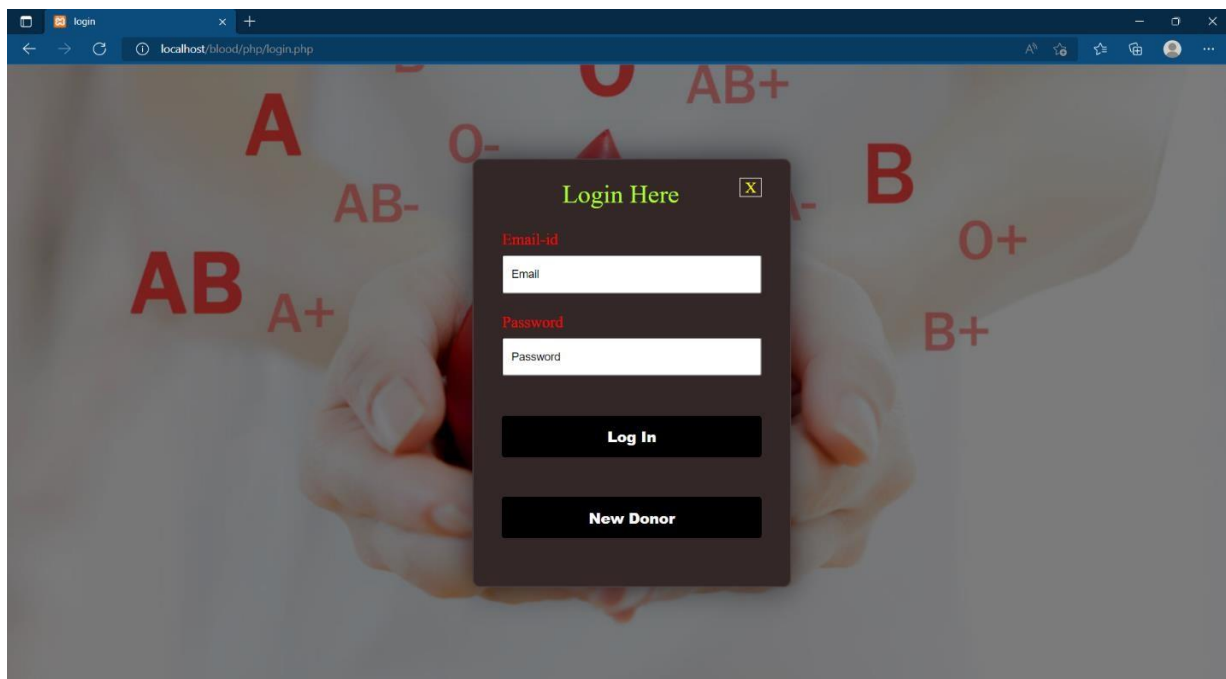 login
localhost/blood/php/login.php
AB+
A
O-
B
AB-
O+
AB
A+
B+
Login Here
X
Email-id
Email
Password
Password
Log In
New Donor